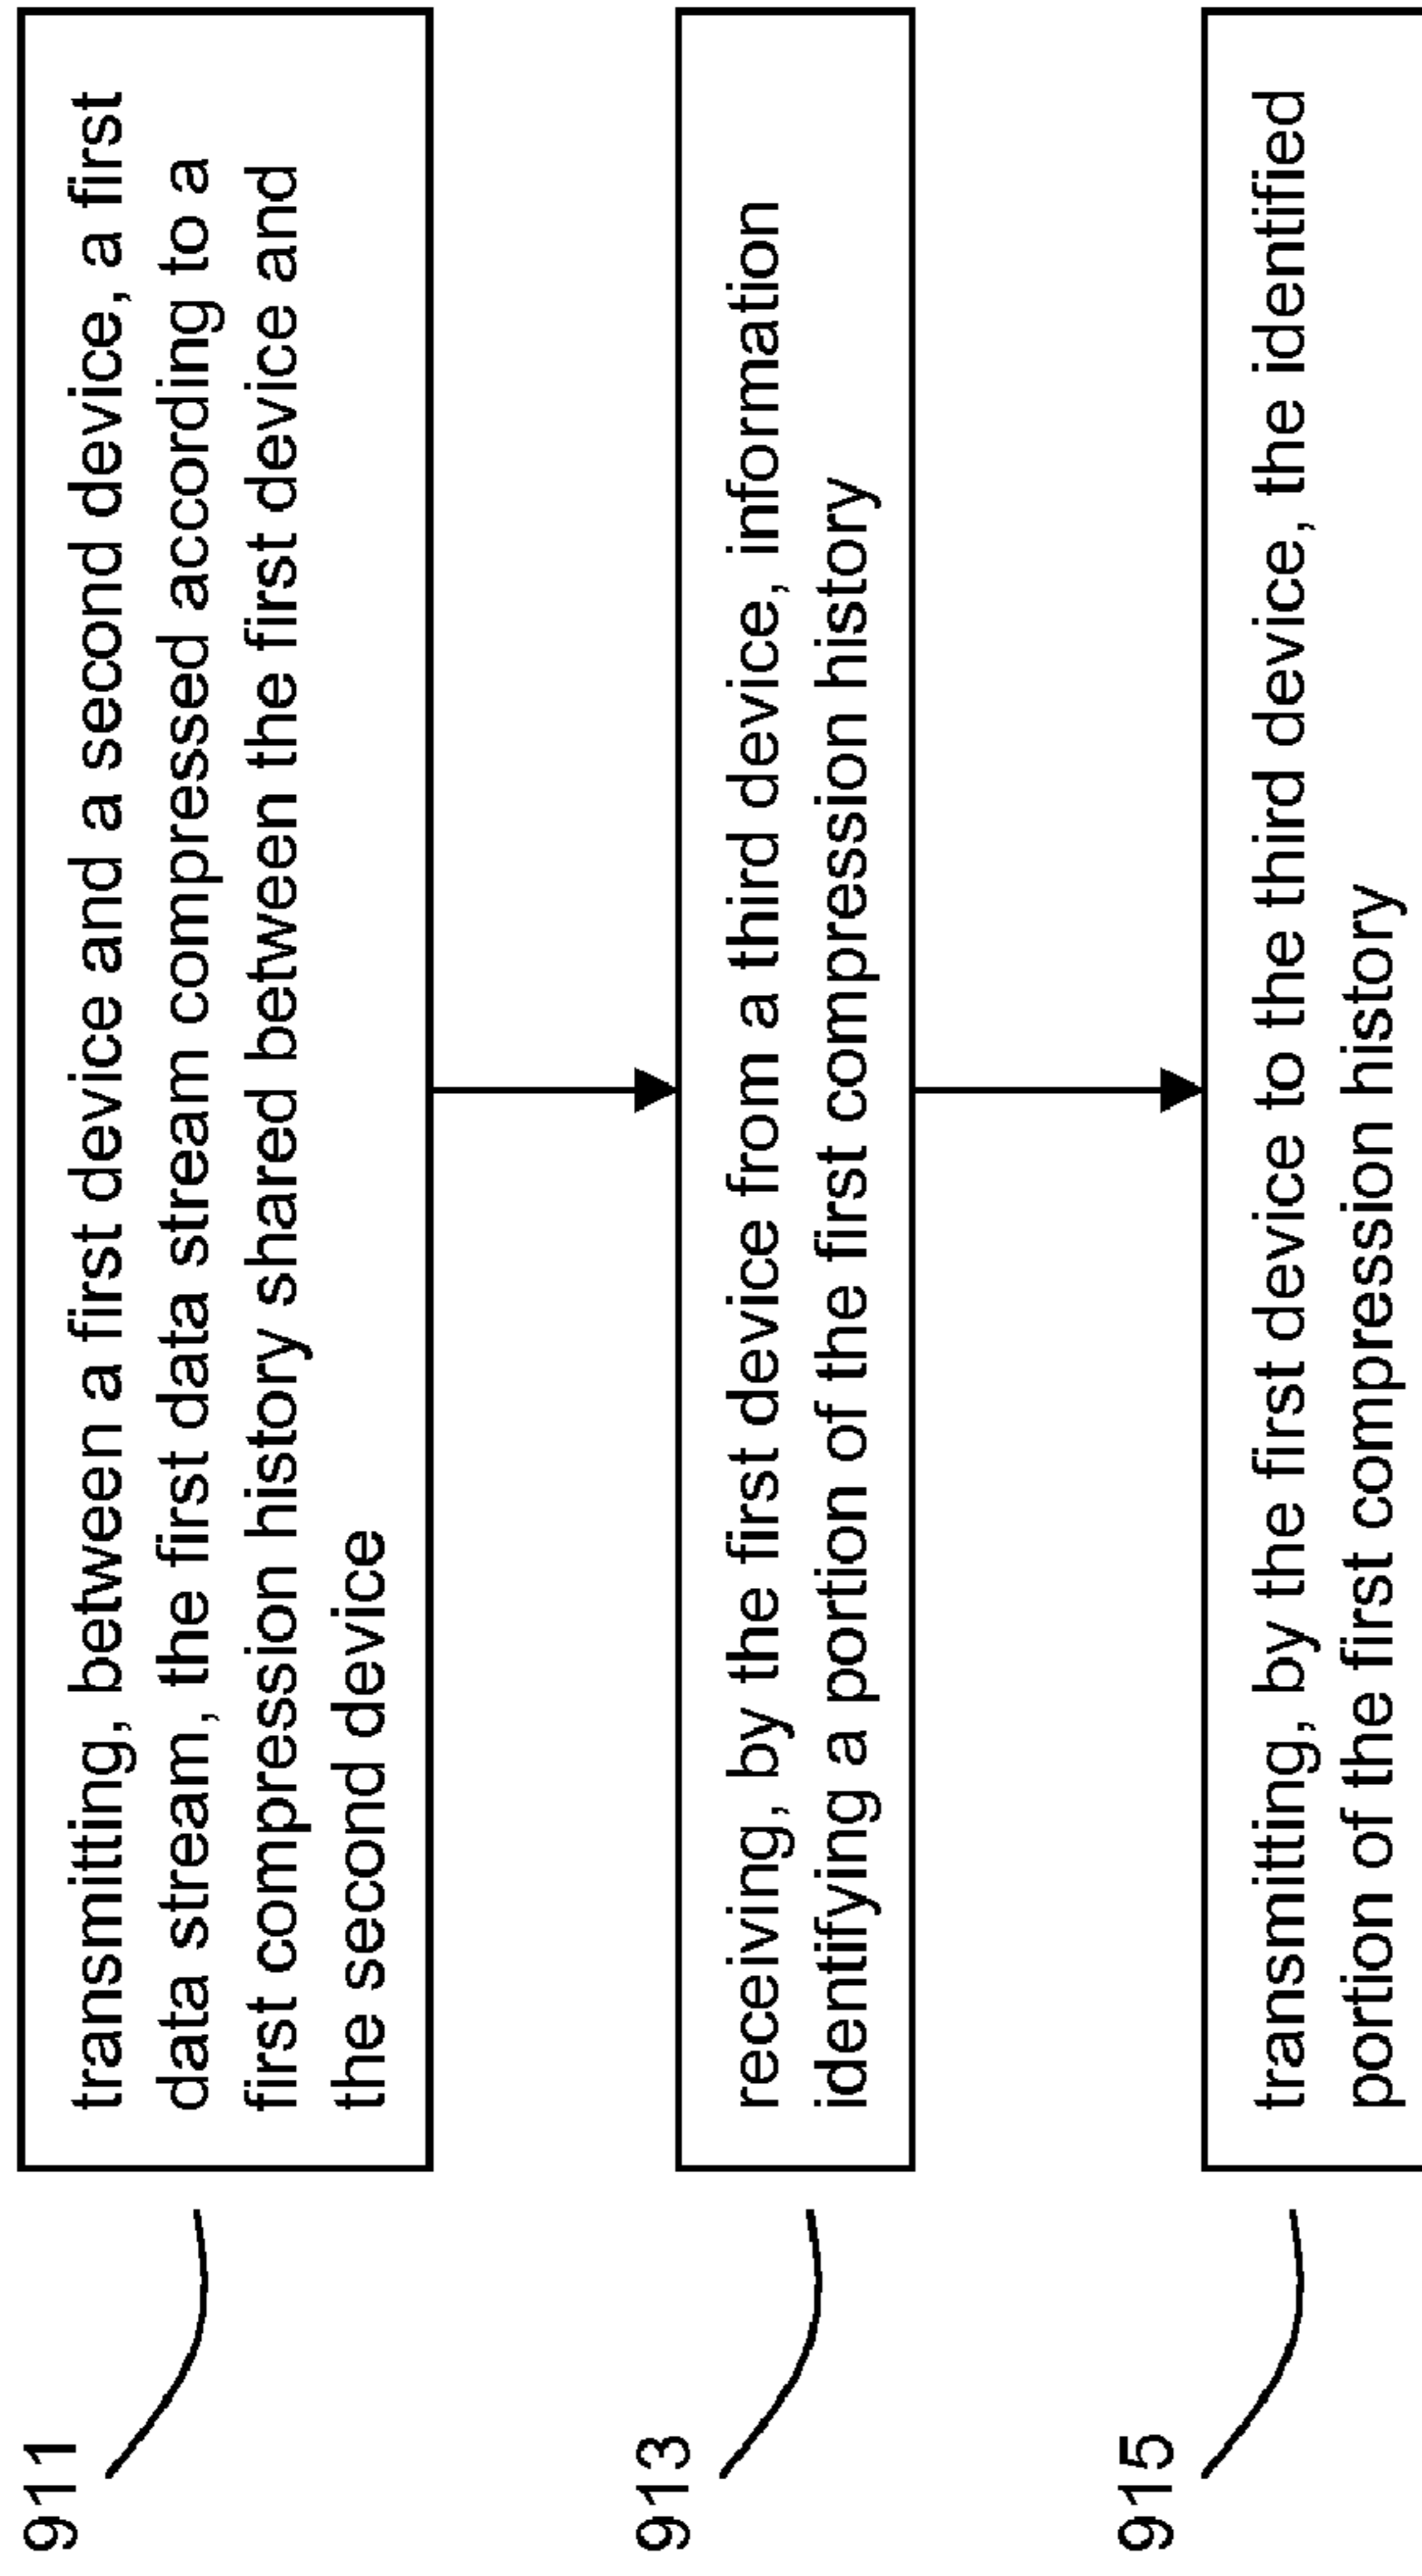 911
transmitting, between a first device and a second device, a first
data stream, the first data stream compressed according to a
first compression history shared between the first device and
the second device
913
receiving, by the first device from a third device, information
identifying a portion of the first compression history
915
transmitting, by the first device to the third device, the identified
portion of the first compression history